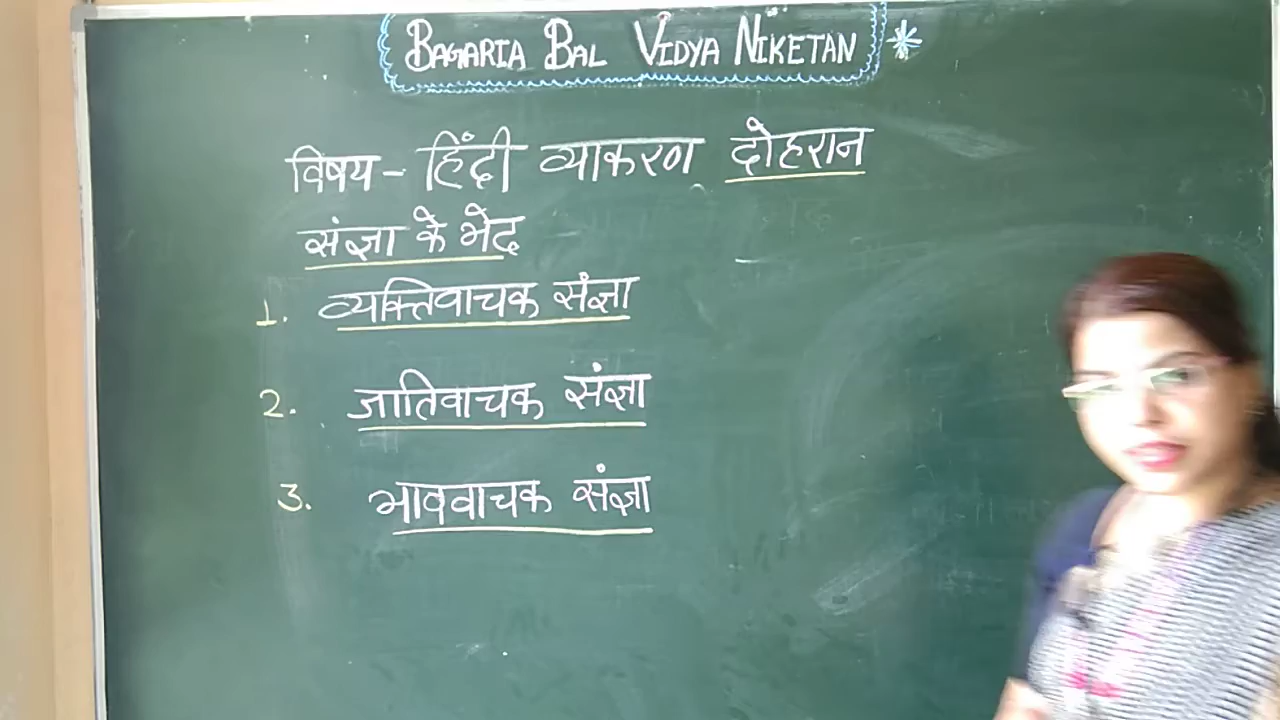 BAGARIA BAL VIDYA NIKETAN
विषय - हिंदी व्याकरण दोहरान
संज्ञा के भेद
1. व्यक्तिवाचक संज्ञा
2. जातिवाचक संज्ञा
3. भाववाचक संज्ञा